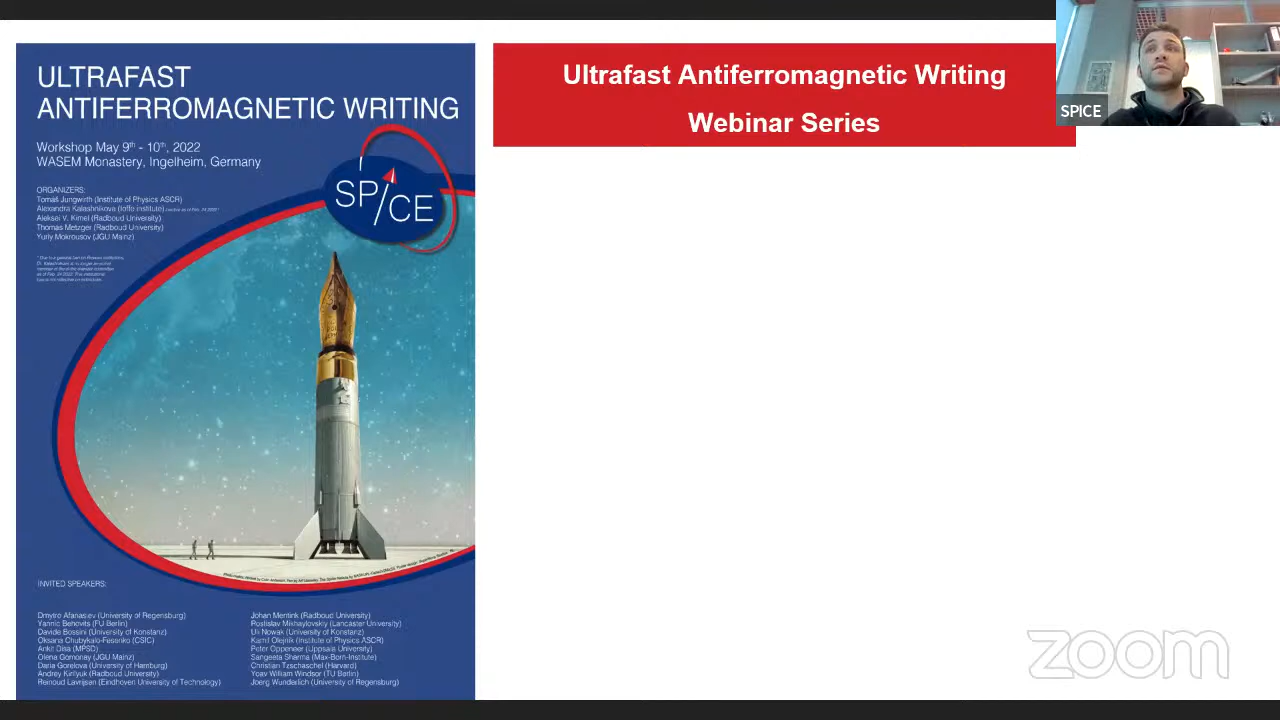 ULTRAFAST
ANTIFERROMAGNETIC WRITING
Workshop May 9th - 10th, 2022
WASEM Monastery, Ingelheim, Germany
SPICE
ORGANIZERS:
Tomáš Jungwirth (Institute of Physics ASCR)
Alexandra Kalashnikova (Ioffe Institute)
Aleksei V. Kimel (Radboud University)
Thomas Metzger (Radboud University)
Yuriy Mokrousov (JGU Mainz)
INVITED SPEAKERS:
Dmytro Afanasiev (University of Regensburg)
Yannic Behovits (FU Berlin)
Davide Bossini (University of Konstanz)
Oksana Chubykalo-Fesenko (CSIC)
Ankit Disa (MPSD)
Olena Gomonay (JGU Mainz)
Daria Gorelova (University of Hamburg)
Andrey Kirilyuk (Radboud University)
Reinoud Lavrijsen (Eindhoven University of Technology)
Johan Mentink (Radboud University)
Rostislav Mikhaylovskiy (Lancaster University)
Uli Nowak (University of Konstanz)
Kamil Olejnik (Institute of Physics ASCR)
Peter Oppeneer (Uppsala University)
Sangeeta Sharma (Max-Born-Institute)
Christian Tzschaschel (Harvard)
Yoav William Windsor (TU Berlin)
Joerg Wunderlich (University of Regensburg)
Ultrafast Antiferromagnetic Writing
Webinar Series
SPICE
zoom